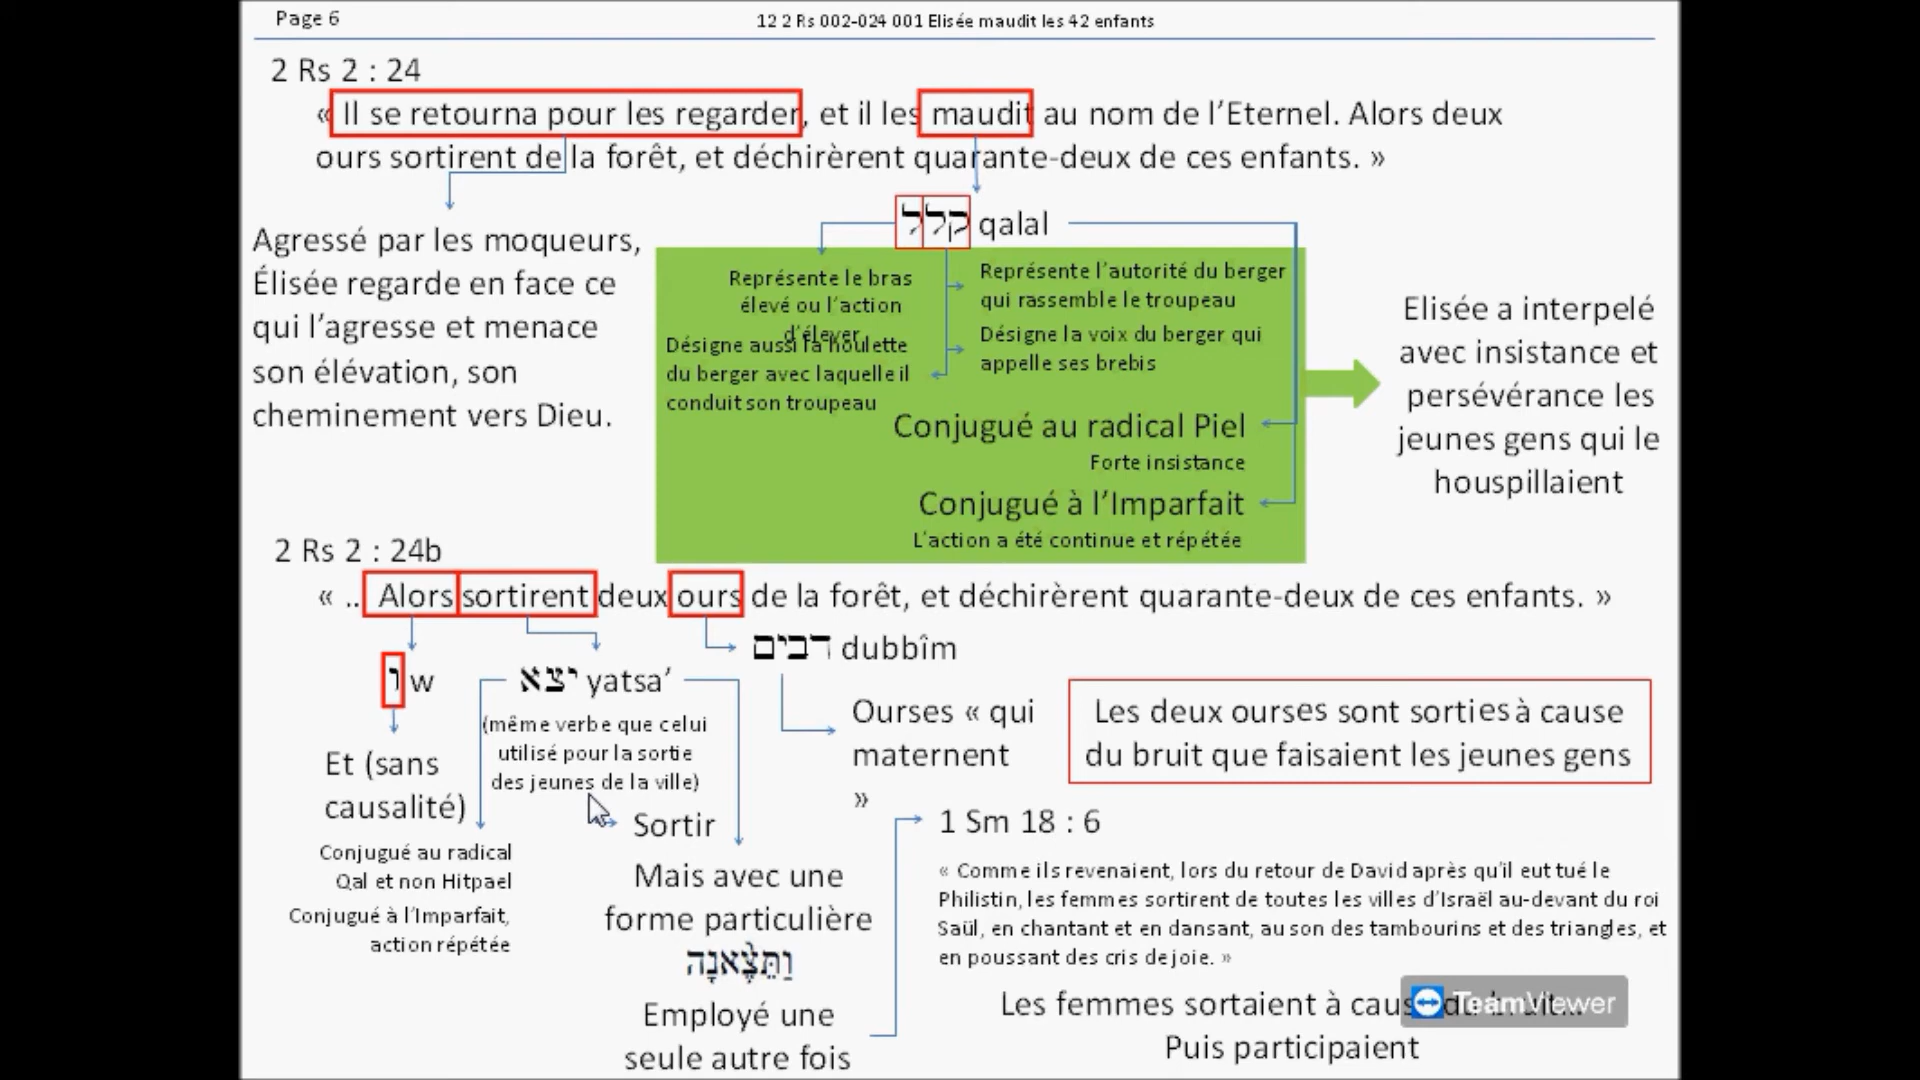 Page 6
12 2 Rs 002-024 001 Elisée maudit les 42 enfants
2 Rs 2 : 24
« Il se retourna pour les regarder, et il les maudit au nom de l’Eternel. Alors deux
ours sortirent de la forêt, et déchirèrent quarante-deux de ces enfants. »
קלל qalal
Agressé par les moqueurs,
Élisée regarde en face ce
qui l’agresse et menace
son élévation, son
cheminement vers Dieu.
Représente le bras
élevé ou l’action
d’élever
Désigne aussi la houlette
du berger avec laquelle il
conduit son troupeau
Représente l’autorité du berger
qui rassemble le troupeau
Désigne la voix du berger qui
appelle ses brebis
Conjugué au radical Piel
Forte insistance
Conjugué à l’Imparfait
L’action a été continue et répétée
Elisée a interpelé
avec insistance et
persévérance les
jeunes gens qui le
houspillaient
2 Rs 2 : 24b
« .. Alors sortirent deux ours de la forêt, et déchirèrent quarante-deux de ces enfants. »
ו w
Et (sans
causalité)
יצא yatsa’
(même verbe que celui
utilisé pour la sortie
des jeunes de la ville)
Conjugué au radical
Qal et non Hitpael
Conjugué à l’Imparfait,
action répétée
Sortir
Mais avec une
forme particulière
וַתֵּצֶאנָה
Employé une
seule autre fois
דבים dubbîm
Ourses « qui
maternent
»
Les deux ourses sont sorties à cause
du bruit que faisaient les jeunes gens
1 Sm 18 : 6
« Comme ils revenaient, lors du retour de David après qu’il eut tué le
Philistin, les femmes sortirent de toutes les villes d’Israël au-devant du roi
Saül, en chantant et en dansant, au son des tambourins et des triangles, et
en poussant des cris de joie. »
Les femmes sortaient à
Puis participaient
TeamViewer